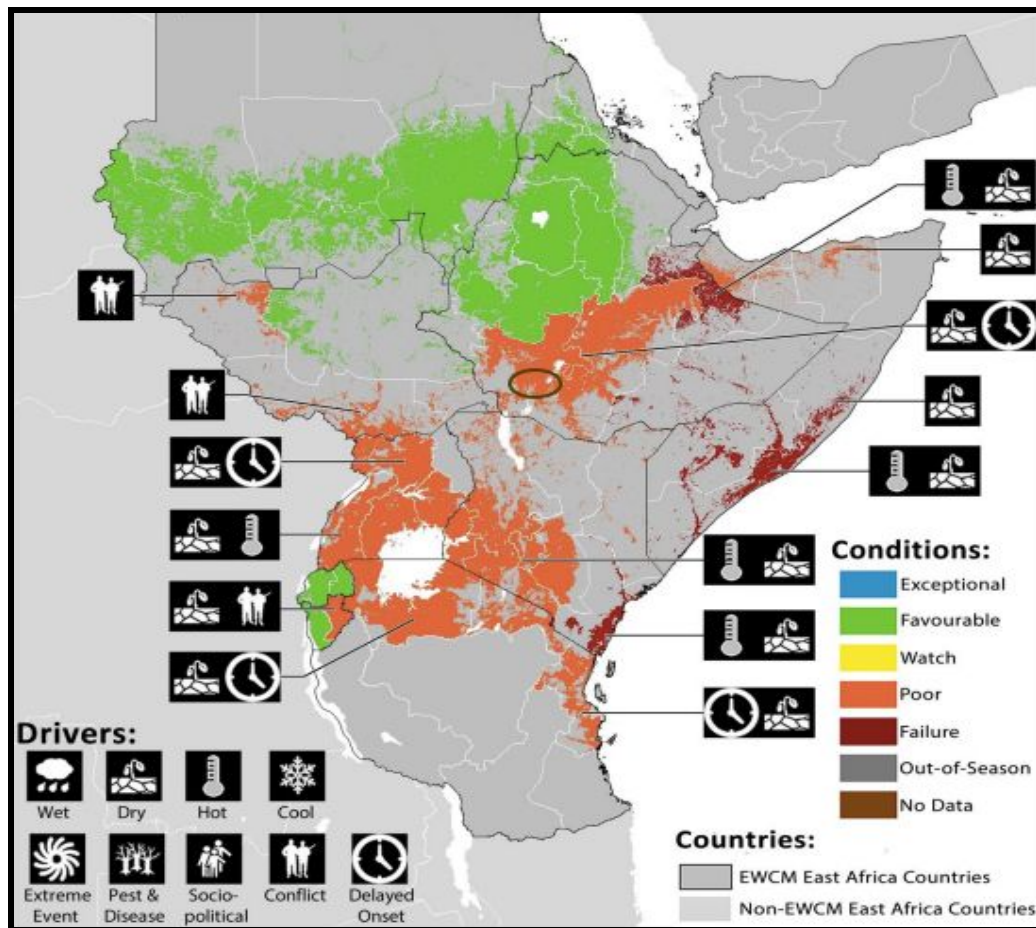 Conditions:
Exceptional
Favourable
Watch
Poor
Failure
Out-of-Season
No Data
Drivers:
Wet
Dry
Hot
Cool
Extreme
Event
Pest &
Disease
Socio-
political
Conflict
Delayed
Onset
Countries:
EWCM East Africa Countries
Non-EWCM East Africa Countries